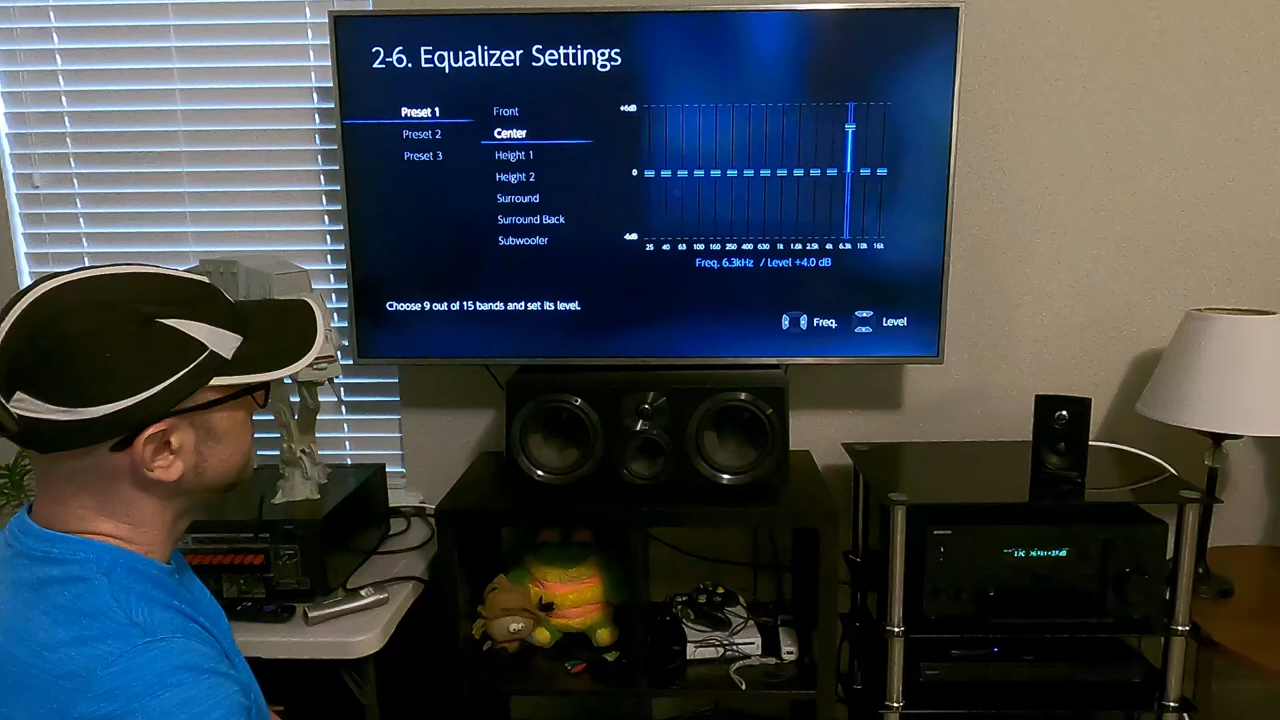 2-6. Equalizer Settings
Preset 1
Preset 2
Preset 3
Front
Center
Height 1
Height 2
Surround
Surround Back
Subwoofer
+6dB
0
-6dB
25 40 63 100 160 250 400 630 1k 1.6k 2.5k 4k 6.3k 10k 16k
Freq. 6.3kHz / Level +4.0 dB
Choose 9 out of 15 bands and set its level.
Freq. Level